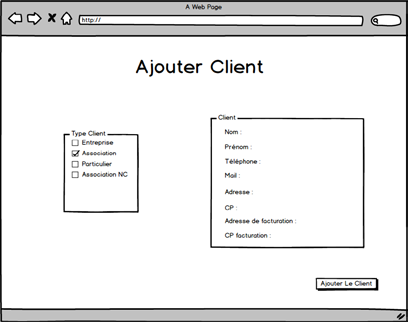 A Web Page
http://
Ajouter Client
Type Client
Entreprise
Association
Particulier
Association NC
Client
Nom :
Prénom :
Téléphone :
Mail :
Adresse :
CP :
Adresse de facturation :
CP facturation :
Ajouter Le Client